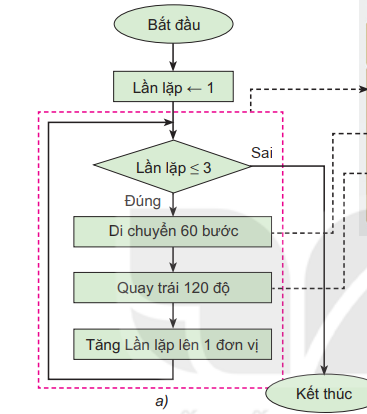 Bắt đầu
Lần lặp ← 1
Lần lặp ≤ 3
Sai
Đúng
Di chuyển 60 bước
Quay trái 120 độ
Tăng Lần lặp lên 1 đơn vị
Kết thúc
a)